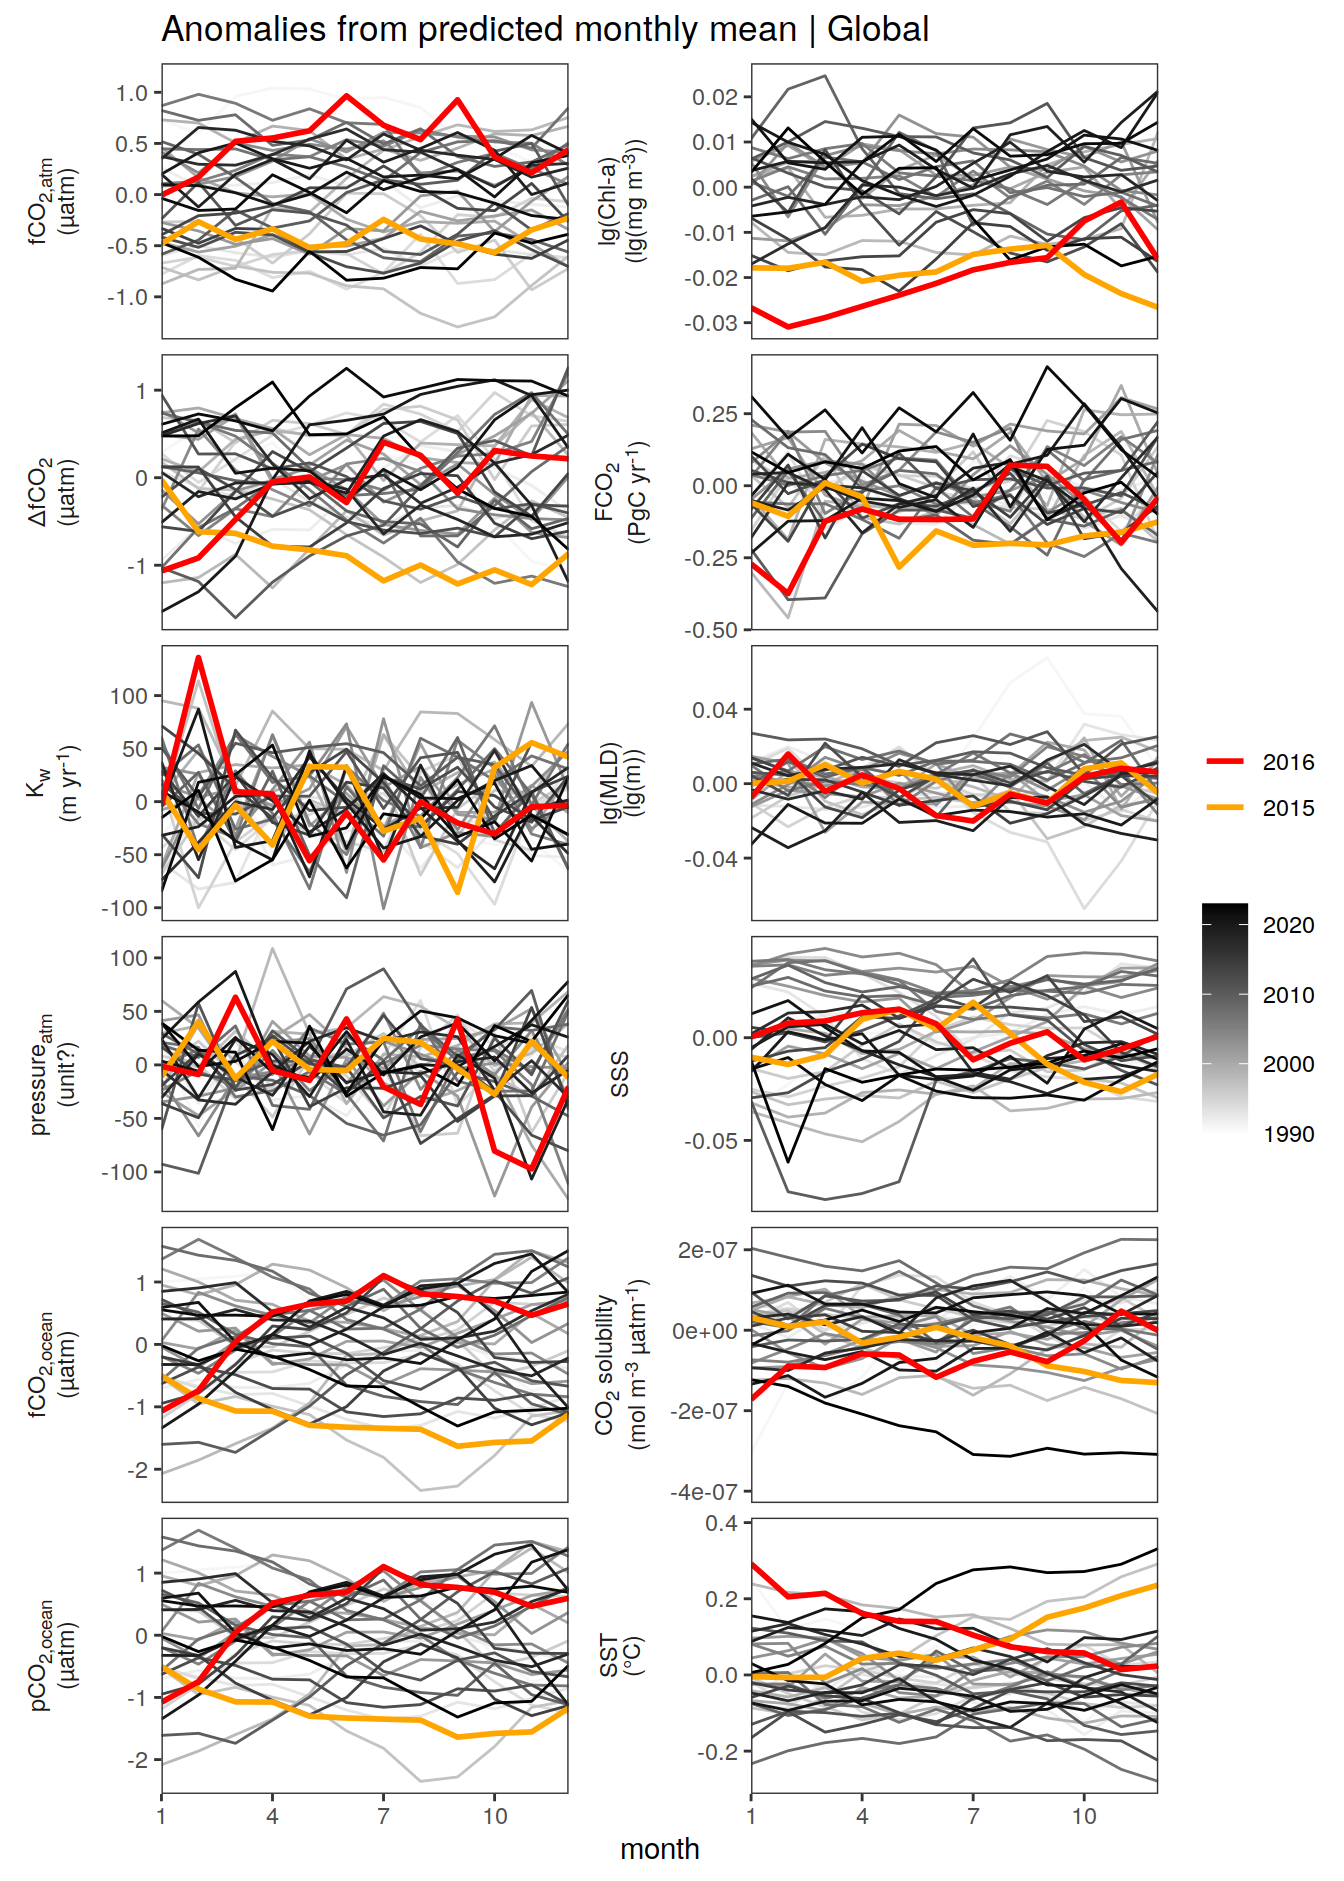 Anomalies from predicted monthly mean | Global
fCO2,atm
(µatm)
1.0
0.5
0.0
-0.5
-1.0
lg(Chl-a)
(lg(mg m-3))
0.02
0.01
0.00
-0.01
-0.02
-0.03
ΔfCO2
(µatm)
1
0
-1
FCO2
(PgC yr-1)
0.25
0.00
-0.25
-0.50
Kw
(m yr-1)
100
50
0
-50
-100
lg(MLD)
(lg(m))
0.04
0.00
-0.04
pressureatm
(unit?)
100
50
0
-50
-100
SSS
0.00
-0.05
fCO2,ocean
(µatm)
1
0
-1
-2
CO2 solubility
(mol m-3 µatm-1)
2e-07
0e+00
-2e-07
-4e-07
pCO2,ocean
(µatm)
1
0
-1
-2
SST
(°C)
0.4
0.2
0.0
-0.2
1 4 7 10
1 4 7 10
month
2016
2015
2020
2010
2000
1990